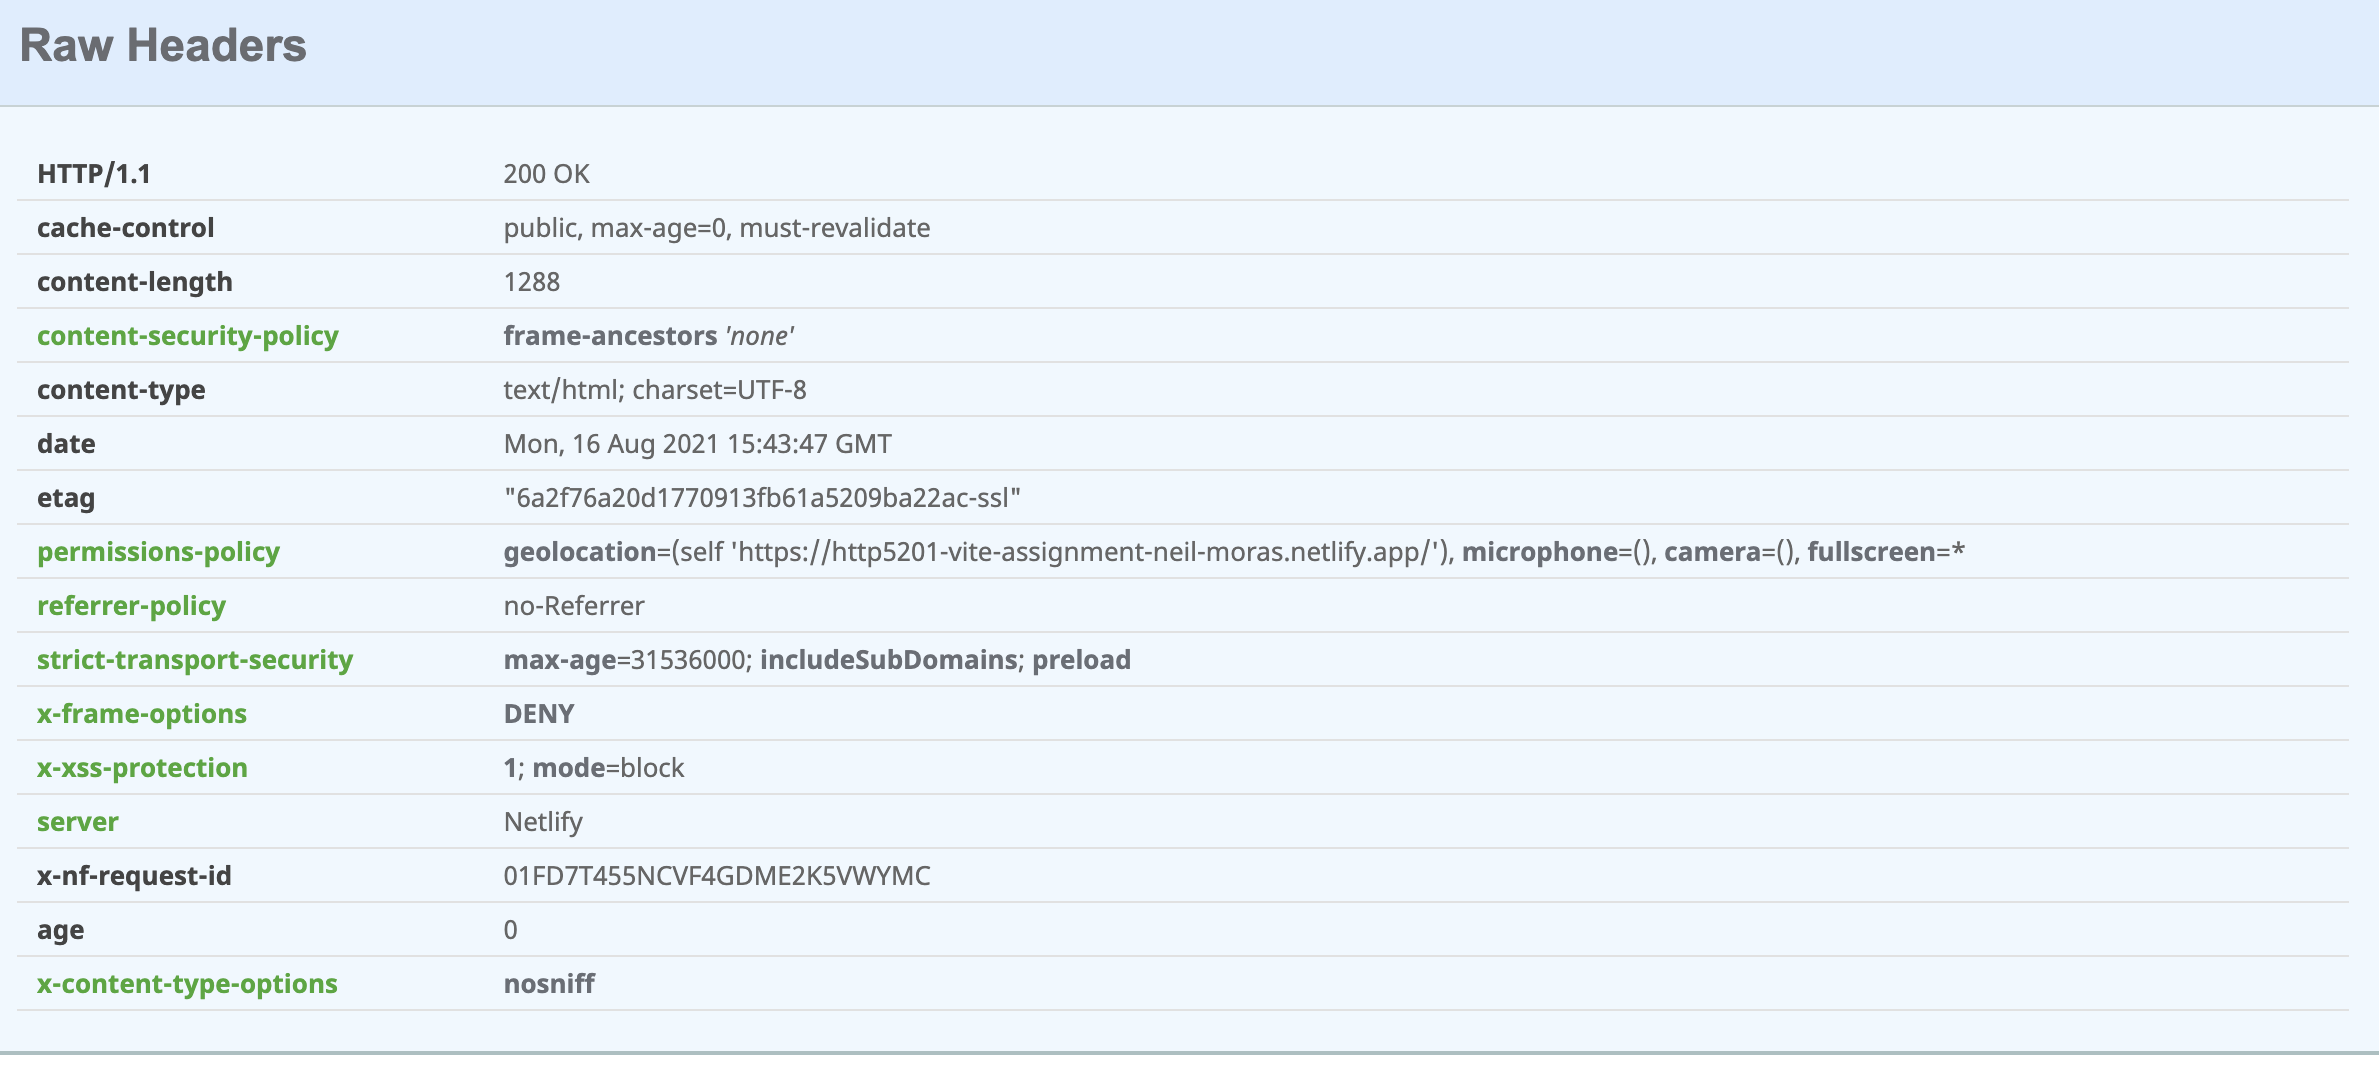 Raw Headers
HTTP/1.1 200 OK
cache-control public, max-age=0, must-revalidate
content-length 1288
content-security-policy frame-ancestors 'none'
content-type text/html; charset=UTF-8
date Mon, 16 Aug 2021 15:43:47 GMT
etag "6a2f76a20d1770913fb61a5209ba22ac-ssl"
permissions-policy geolocation=(self 'https://http5201-vite-assignment-neil-moras.netlify.app/'), microphone=(), camera=(), fullscreen=*
referrer-policy no-Referrer
strict-transport-security max-age=31536000; includeSubDomains; preload
x-frame-options DENY
x-xss-protection 1; mode=block
server Netlify
x-nf-request-id 01FD7T455NCVF4GDME2K5VWYMC
age 0
x-content-type-options nosniff